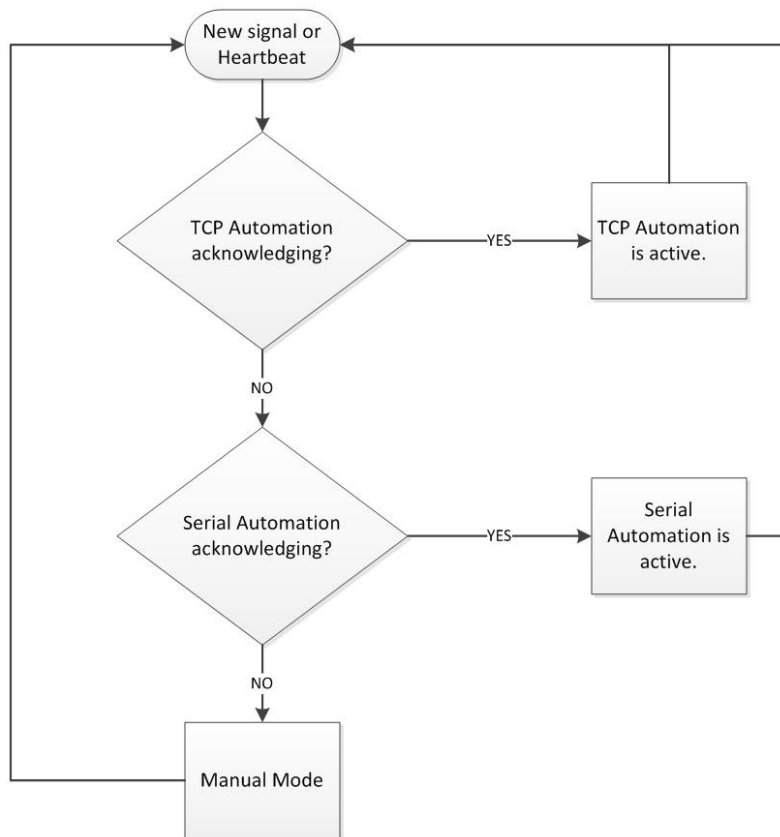 New signal or
Heartbeat
TCP Automation
acknowledging?
YES
TCP Automation
is active.
NO
Serial Automation
acknowledging?
YES
Serial
Automation is
active.
NO
Manual Mode